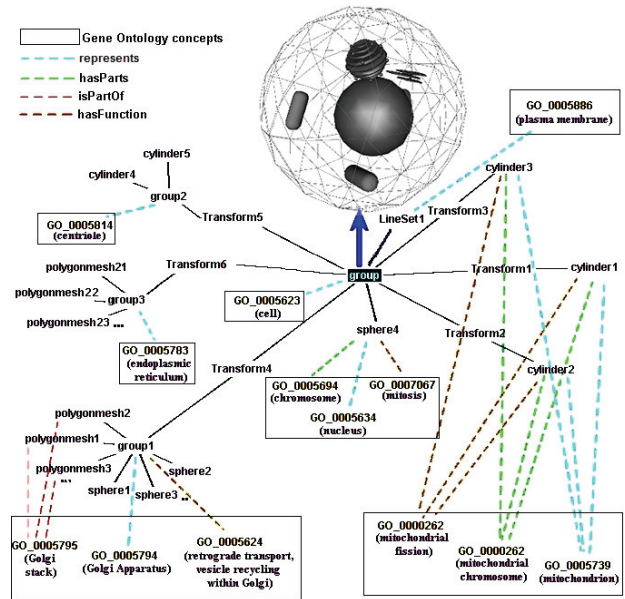 Gene Ontology concepts
represents
hasParts
isPartOf
hasFunction
GO_0005886
(plasma membrane)
cylinder5
cylinder4
group2
cylinder3
LineSet1
Transform3
GO_0005814
(centriole)
Transform5
polygonmesh21
Transform6
group
Transform1
cylinder1
polygonmesh22
group3
GO_0005623
(cell)
polygonmesh23 ...
sphere4
Transform2
GO_0005783
(endoplasmic
reticulum)
Transform4
cylinder2
GO_0005694
(chromosome)
GO_0007067
(mitosis)
GO_0005634
(nucleus)
polygonmesh2
polygonmesh1
group1
polygonmesh3
...
sphere2
sphere1
sphere3 ..
GO_0005795
(Golgi
stack)
GO_0005794
(Golgi Apparatus)
GO_0005624
(retrograde transport,
vesicle recycling
within Golgi)
GO_0000262
(mitochondrial
fission)
GO_0000262
(mitochondrial
chromosome)
GO_0005739
(mitochondrion)